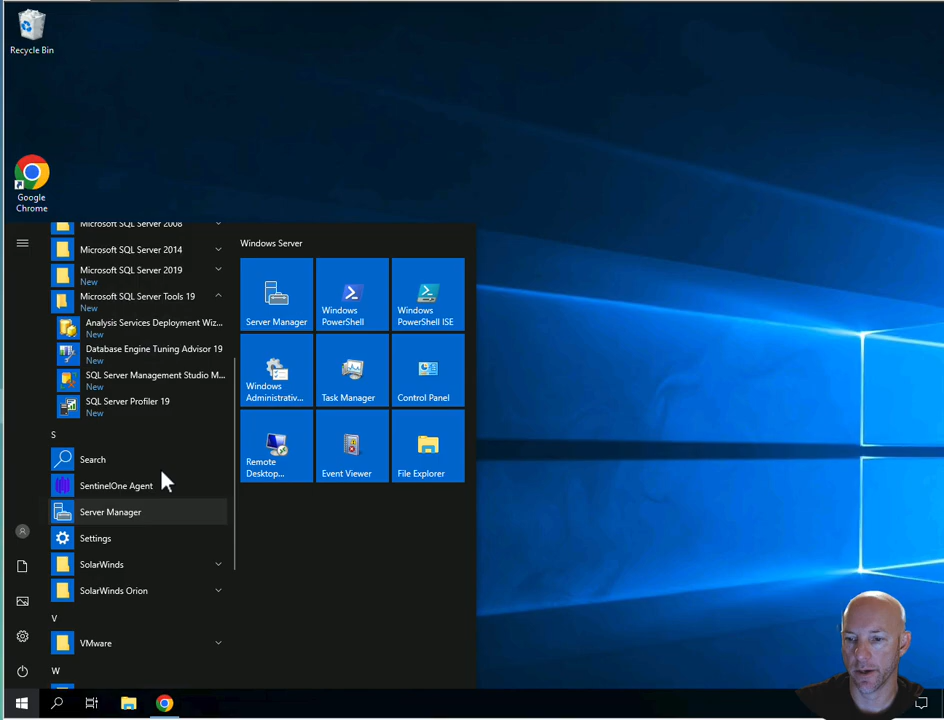 Recycle Bin
Google
Chrome
Microsoft SQL Server 2008
Microsoft SQL Server 2014
Microsoft SQL Server 2019
New
Microsoft SQL Server Tools 19
New
Analysis Services Deployment Wiz...
New
Database Engine Tuning Advisor 19
New
SQL Server Management Studio M...
New
SQL Server Profiler 19
New
S
Search
SentinelOne Agent
Server Manager
Settings
SolarWinds
SolarWinds Orion
V
VMware
W
Windows Server
Server Manager
Windows
PowerShell
Windows
PowerShell ISE
Windows
Administrativ...
Task Manager
Control Panel
Remote
Desktop...
Event Viewer
File Explorer